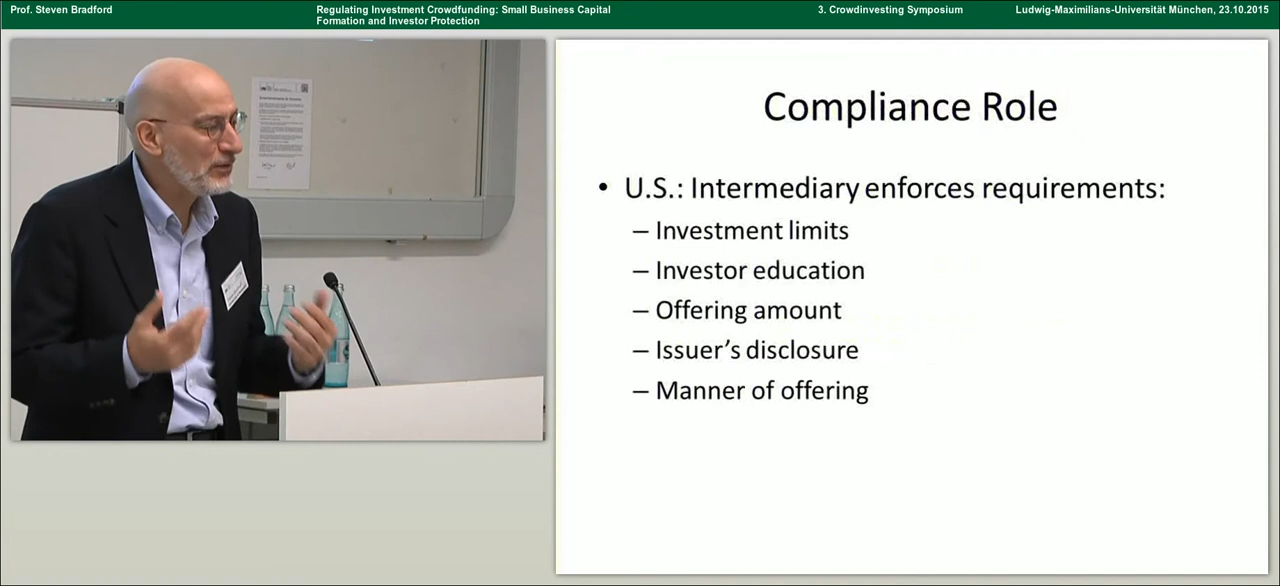 Prof. Steven Bradford
Regulating Investment Crowdfunding: Small Business Capital
Formation and Investor Protection
3. Crowdinvesting Symposium
Ludwig-Maximilians-Universität München, 23.10.2015
Compliance Role
• U.S.: Intermediary enforces requirements:
– Investment limits
– Investor education
– Offering amount
– Issuer’s disclosure
– Manner of offering